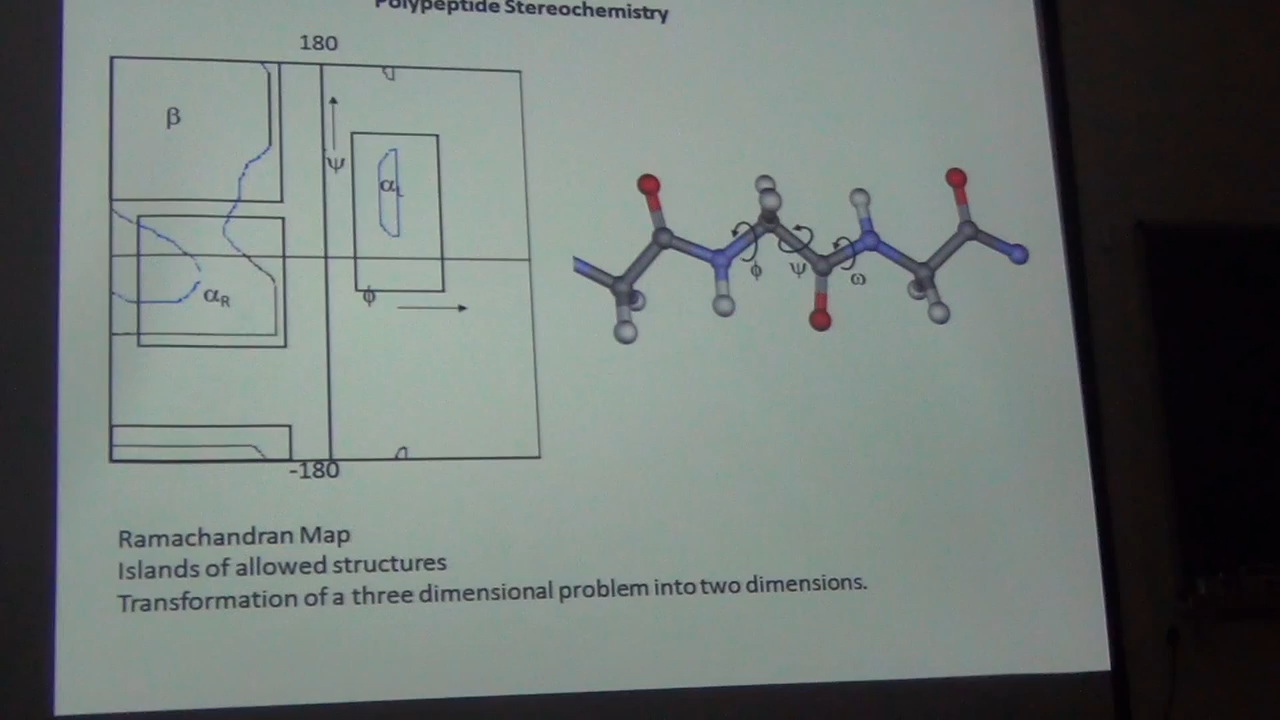 Polypeptide Stereochemistry
180
β
ψ
αL
ϕ
αR
-180
ϕ
ψ
ω
Ramachandran Map
Islands of allowed structures
Transformation of a three dimensional problem into two dimensions.